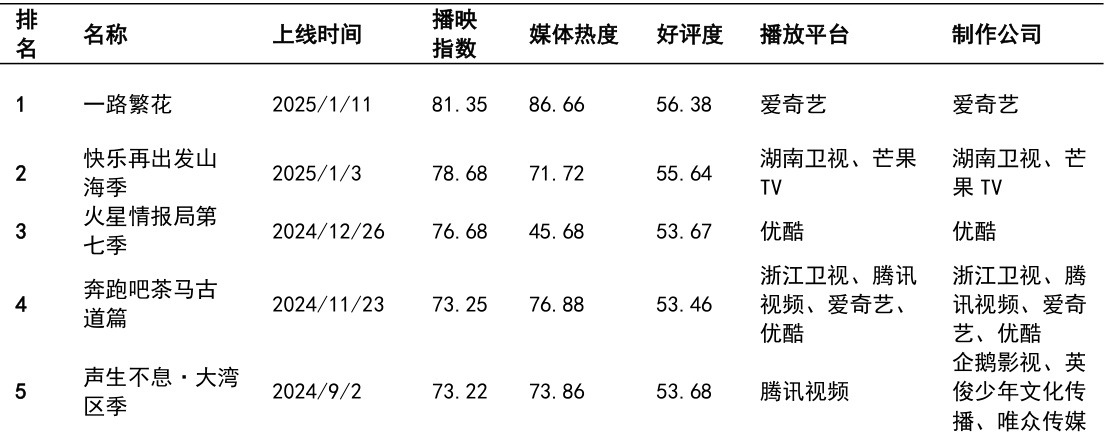 排名 名称 上线时间 播映指数 媒体热度 好评度 播放平台 制作公司
1 一路繁花 2025/1/11 81.35 86.66 56.38 爱奇艺 爱奇艺
2 快乐再出发山海季 2025/1/3 78.68 71.72 55.64 湖南卫视、芒果TV 湖南卫视、芒果TV
3 火星情报局第七季 2024/12/26 76.68 45.68 53.67 优酷 优酷
4 奔跑吧茶马古道篇 2024/11/23 73.25 76.88 53.46 浙江卫视、腾讯视频、爱奇艺、优酷 浙江卫视、腾讯视频、爱奇艺、优酷
5 声生不息·大湾区季 2024/9/2 73.22 73.86 53.68 腾讯视频 企鹅影视、英俊少年文化传播、唯众传媒